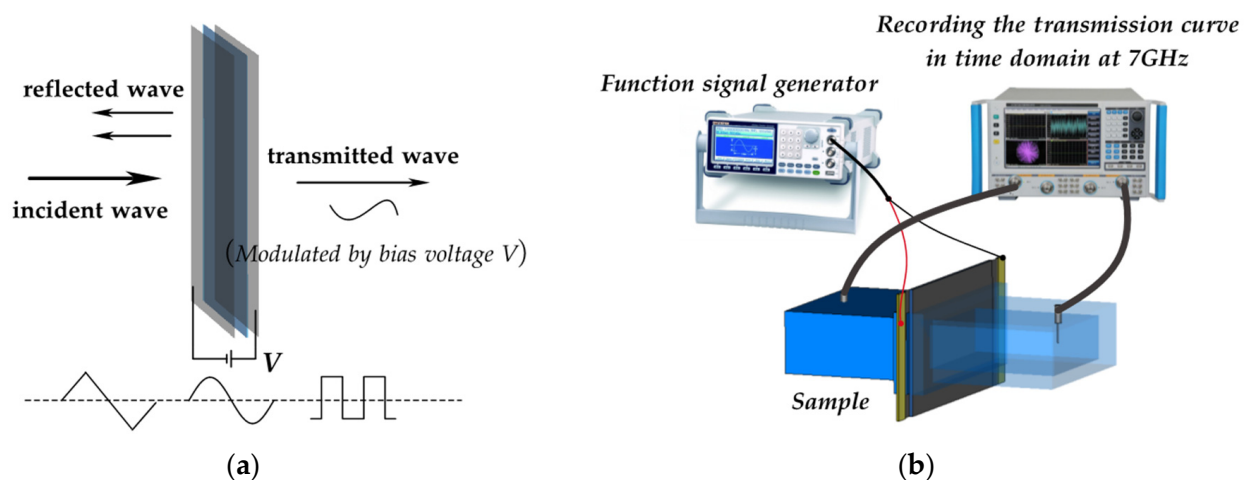 reflected wave
incident wave
transmitted wave
(Modulated by bias voltage V)
V
(a)
Recording the transmission curve
in time domain at 7GHz
Function signal generator
Sample
(b)